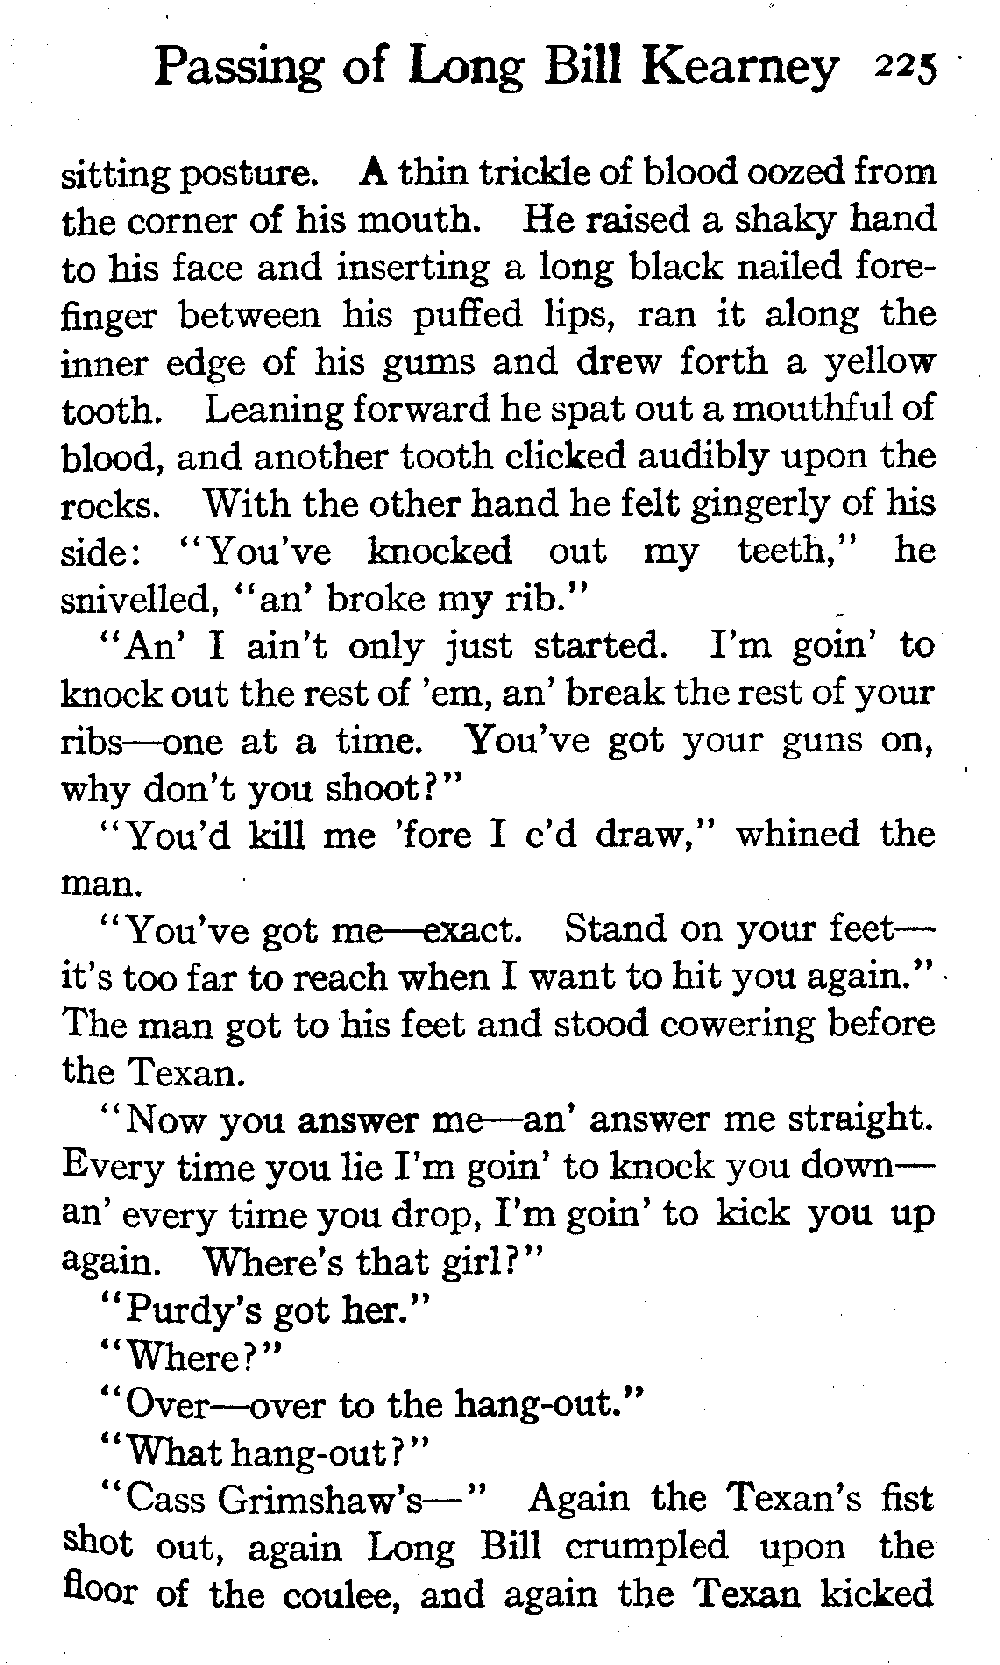 Passing of Long Bill Kearney 225
sitting posture. A thin trickle of blood oozed from
the corner of his mouth. He raised a shaky hand
to his face and inserting a long black nailed fore-
finger between his puffed lips, ran it along the
inner edge of his gums and drew forth a yellow
tooth. Leaning forward he spat out a mouthful of
blood, and another tooth clicked audibly upon the
rocks. With the other hand he felt gingerly of his
side: "You've knocked out my teeth," he
snivelled, "an' broke my rib."
"An' I ain't only just started. I'm goin' to
knock out the rest of 'em, an' break the rest of your
ribs—one at a time. You've got your guns on,
why don't you shoot?"
"You'd kill me 'fore I c'd draw," whined the
man.
"You've got me—exact. Stand on your feet—
it's too far to reach when I want to hit you again."
The man got to his feet and stood cowering before
the Texan.
"Now you answer me—an' answer me straight.
Every time you lie I'm goin' to knock you down—
an' every time you drop, I'm goin' to kick you up
again. Where's that girl?"
"Purdy's got her."
"Where?"
"Over—over to the hang-out."
"What hang-out?"
"Cass Grimshaw's—" Again the Texan's fist
shot out, again Long Bill crumpled upon the
floor of the coulee, and again the Texan kicked